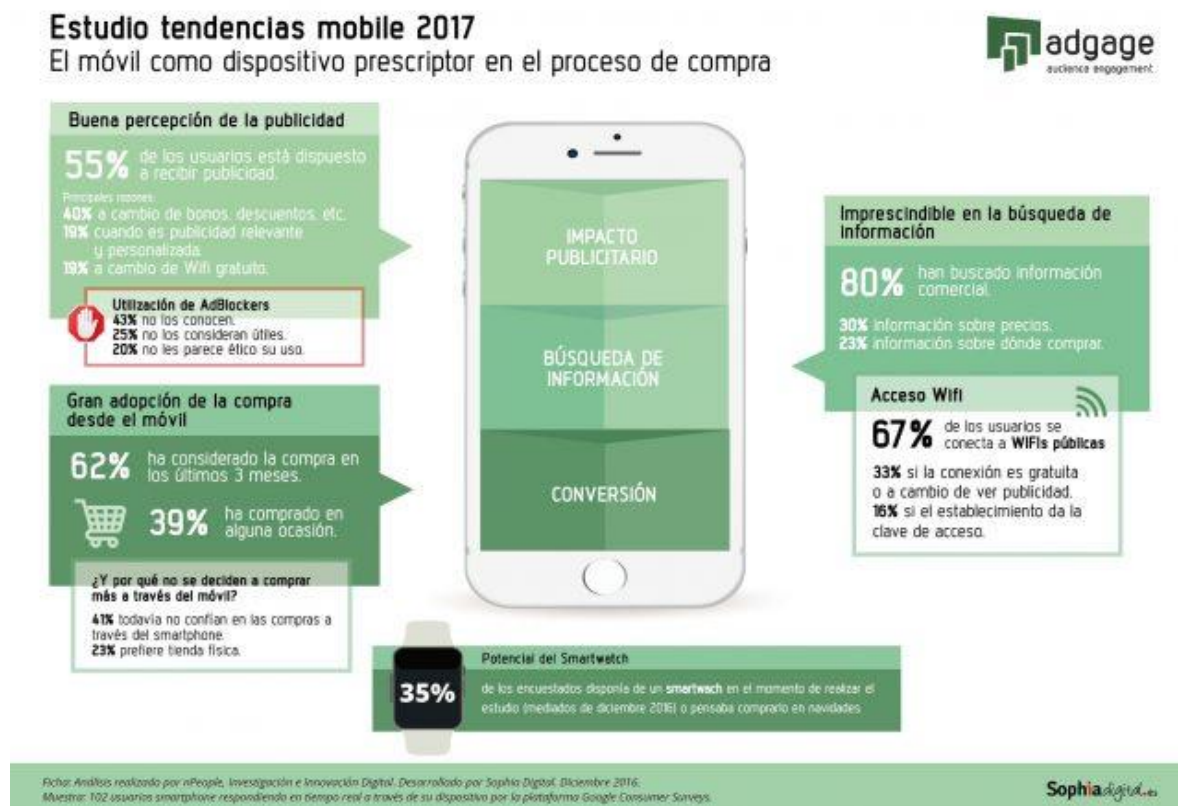 Estudio tendencias mobile 2017
El móvil como dispositivo prescriptor en el proceso de compra
adgage
audience engagement
Buena percepción de la publicidad
55% de los usuarios está dispuesto
a recibir publicidad.
Principales razones:
40% a cambio de bonos, descuentos, etc.
19% cuando es publicidad relevante
y personalizada.
19% a cambio de Wifi gratuito.
Utilización de AdBlockers
43% no los conocen.
25% no los consideran útiles.
20% no les parece ético su uso.
Gran adopción de la compra
desde el móvil
62% ha considerado la compra en
los últimos 3 meses.
39% ha comprado en
alguna ocasión.
¿Y por qué no se deciden a comprar
más a través del móvil?
41% todavía no confían en las compras a
través del smartphone.
23% prefiere tienda física.
IMPACTO
PUBLICITARIO
BÚSQUEDA DE
INFORMACIÓN
CONVERSIÓN
Imprescindible en la búsqueda de
información
80% han buscado información
comercial.
30% información sobre precios.
23% información sobre dónde comprar.
Acceso Wifi
67% de los usuarios se
conecta a WIFIs públicas
33% si la conexión es gratuita
o a cambio de ver publicidad.
16% si el establecimiento da la
clave de acceso.
35%
Potencial del Smartwatch
de los encuestados disponía de un smartwach en el momento de realizar el
estudio (mediados de diciembre 2016) o pensaba comprarlo en navidades
Ficha: Análisis realizado por nPeople, Investigación e Innovación Digital. Desarrollado por Sophia Digital. Diciembre 2016.
Muestra: 102 usuarios smartphone respondiendo en tiempo real a través de su dispositivo por la plataforma Google Consumer Surveys.
Sophia digital.es